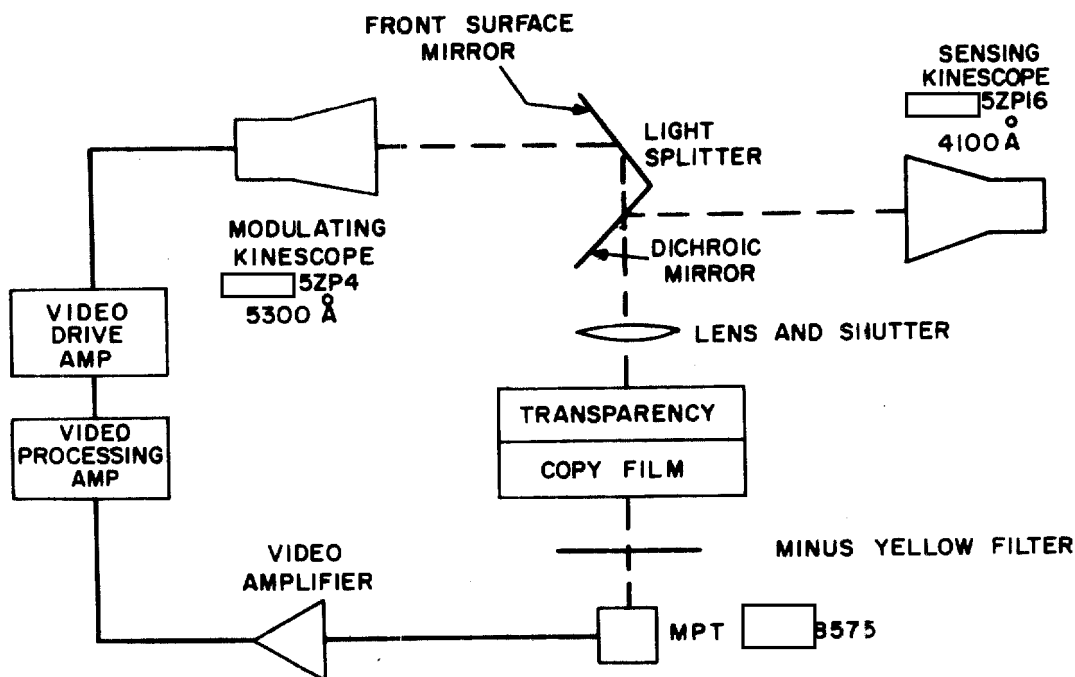 FRONT SURFACE
MIRROR
SENSING
KINESCOPE
5ZP16
4100 Å
LIGHT
SPLITTER
MODULATING
KINESCOPE
5ZP4
5300 Å
DICHROIC
MIRROR
VIDEO
DRIVE
AMP
LENS AND SHUTTER
TRANSPARENCY
COPY FILM
VIDEO
PROCESSING
AMP
VIDEO
AMPLIFIER
MINUS YELLOW FILTER
MPT
8575